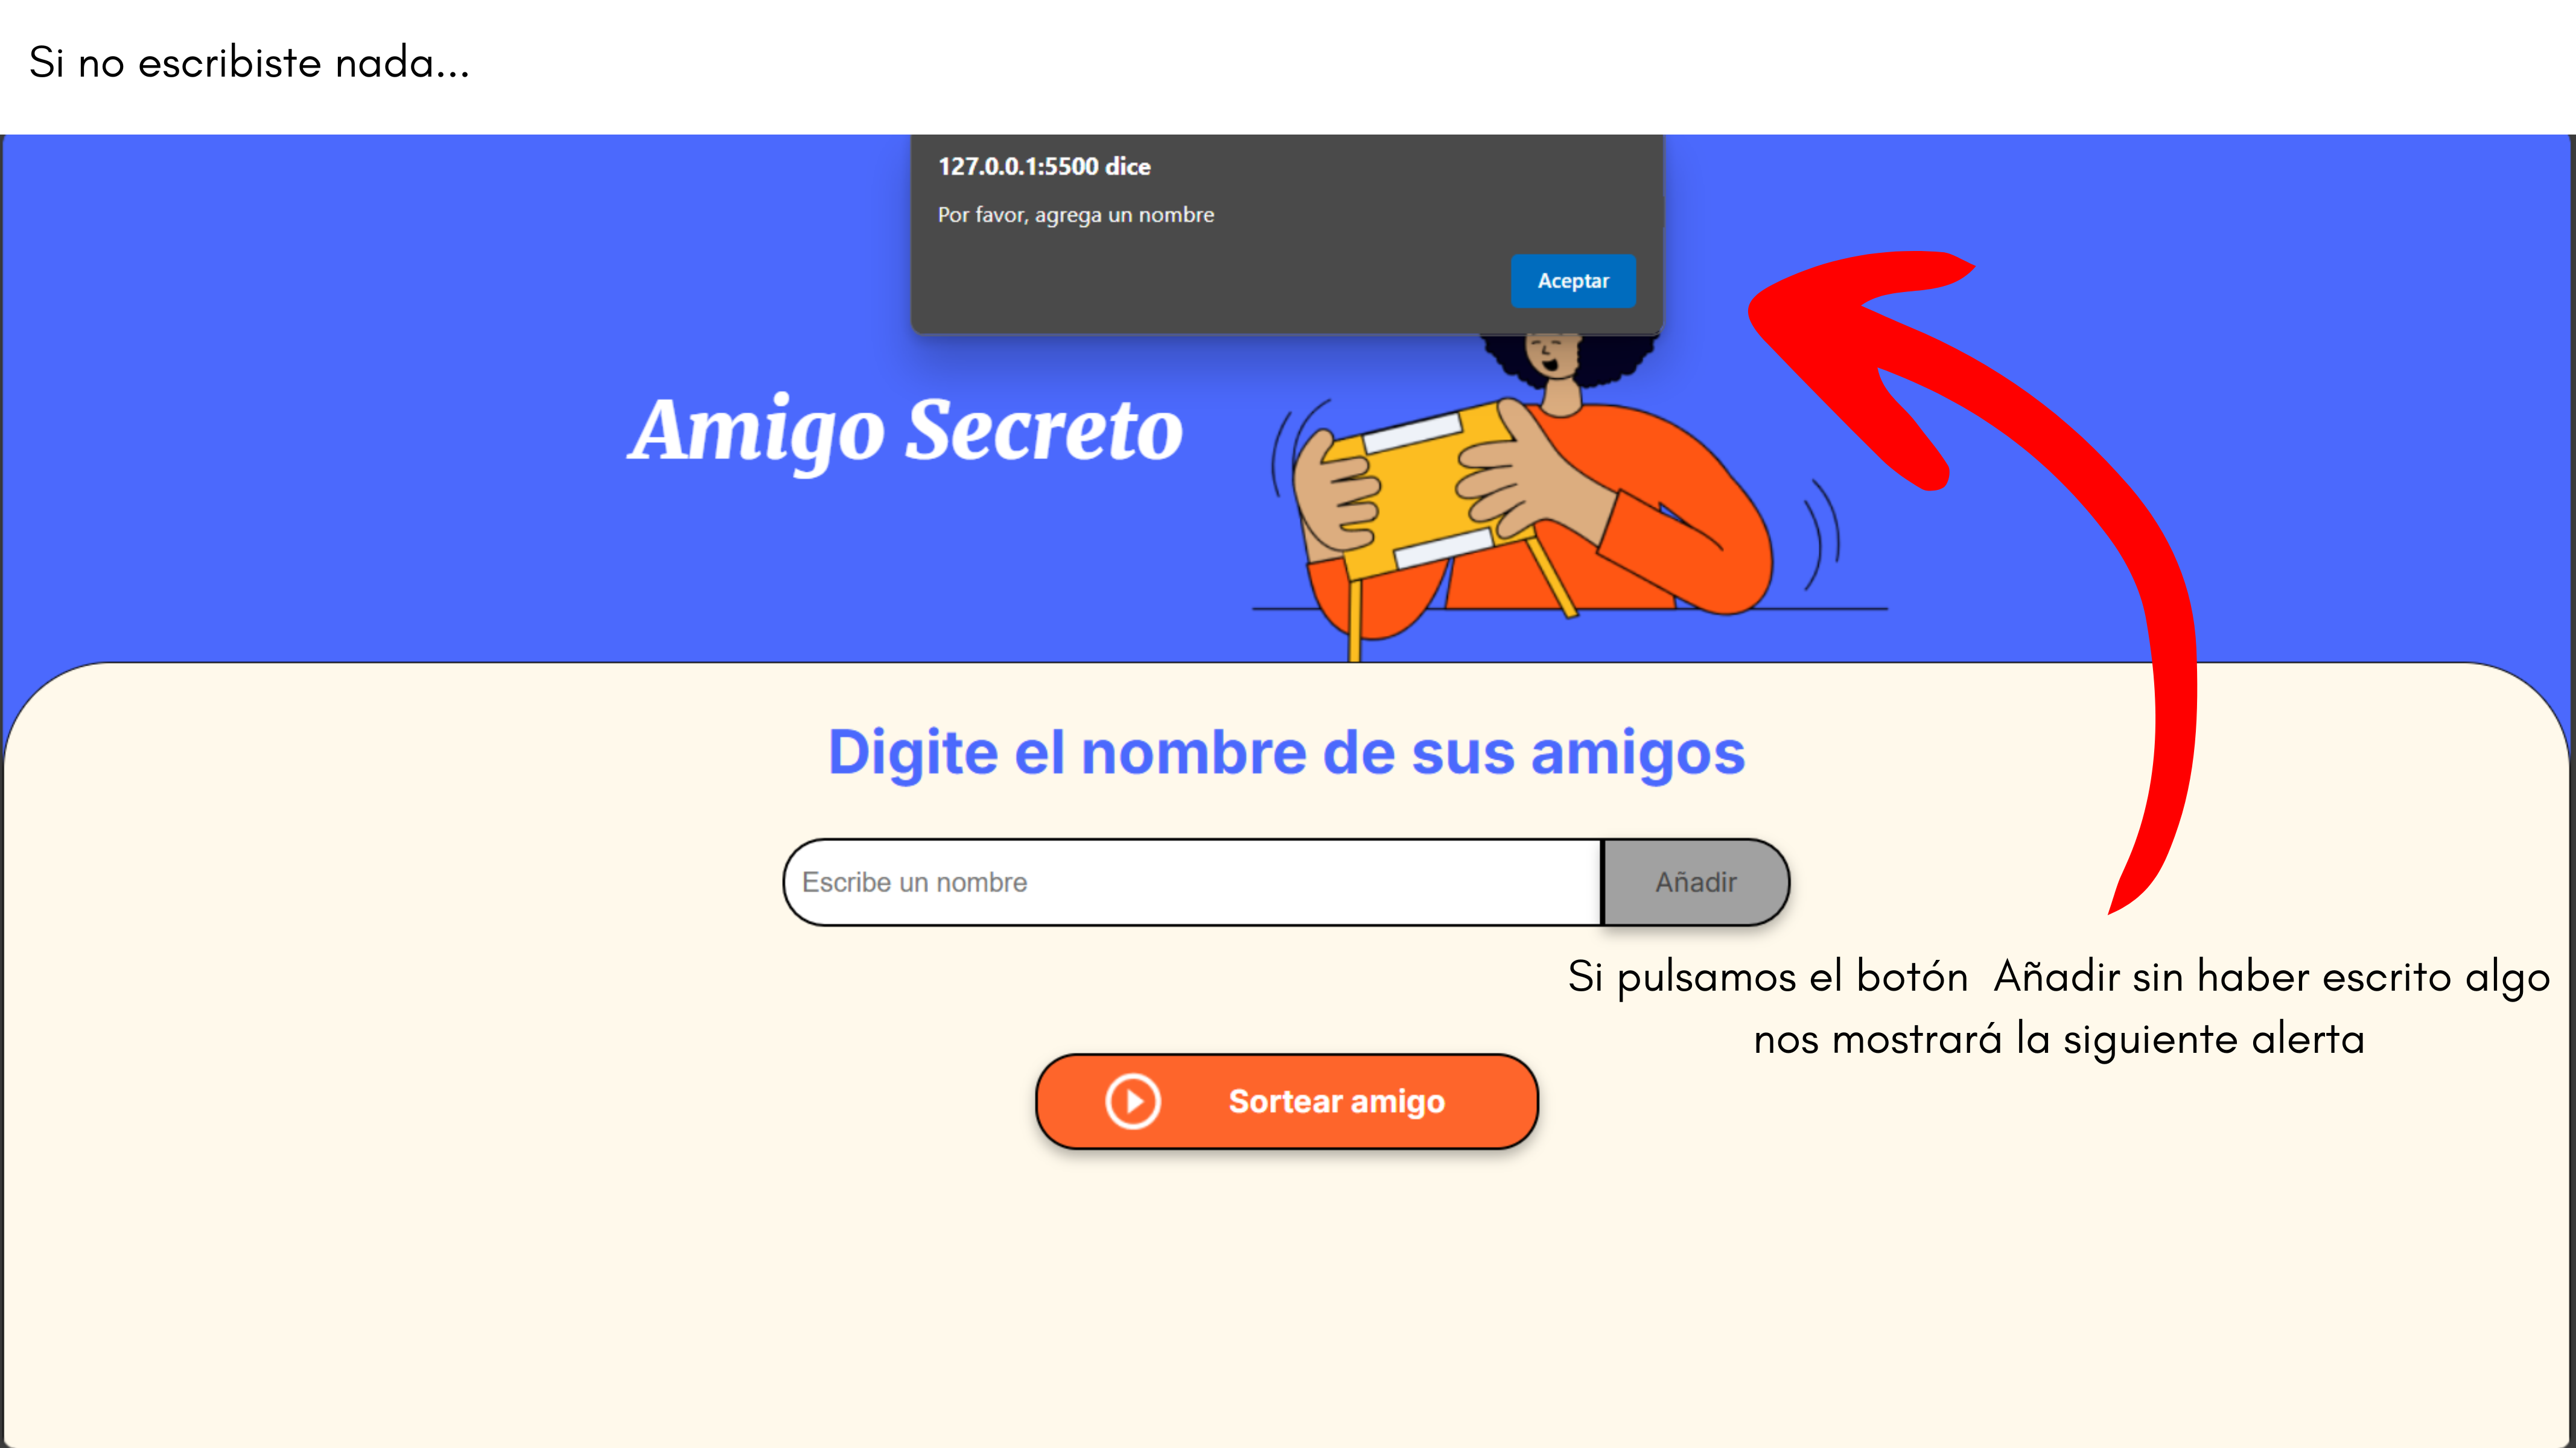 Si no escribiste nada...
127.0.0.1:5500 dice
Por favor, agrega un nombre
Aceptar
Amigo Secreto
Digite el nombre de sus amigos
Escribe un nombre
Añadir
Si pulsamos el botón  Añadir sin haber escrito algo
nos mostrará la siguiente alerta
Sortear amigo